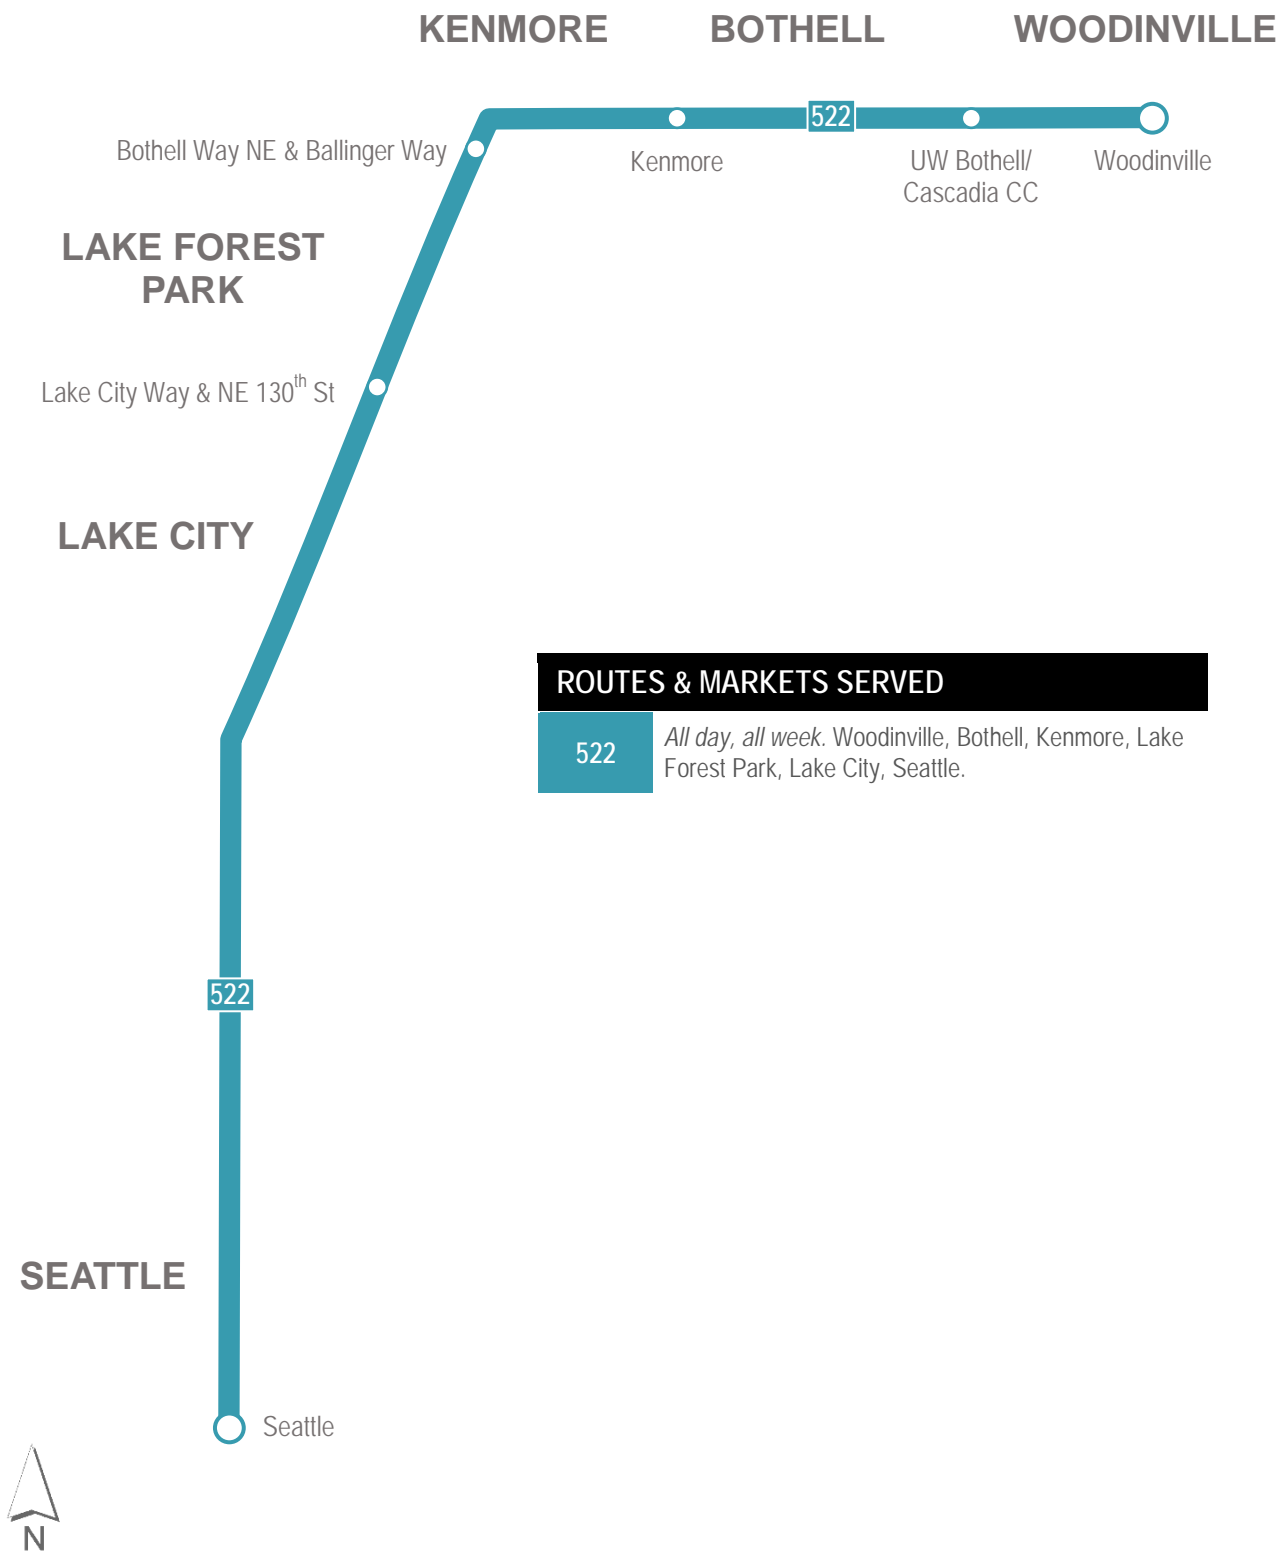 KENMORE
BOTHELL
WOODINVILLE
522
Bothell Way NE & Ballinger Way
Kenmore
UW Bothell/
Cascadia CC
Woodinville
LAKE FOREST
PARK
Lake City Way & NE 130th St
LAKE CITY
ROUTES & MARKETS SERVED
522
All day, all week. Woodinville, Bothell, Kenmore, Lake
Forest Park, Lake City, Seattle.
522
SEATTLE
Seattle
N